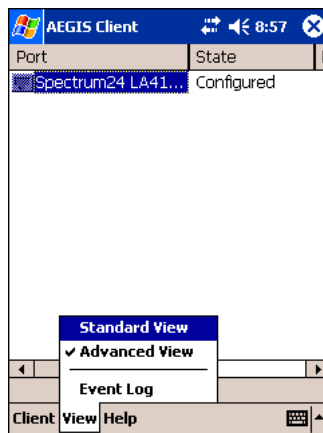 AEGIS Client 8:57
Port State
Spectrum24 LA41... Configured
Standard View
Advanced View
Event Log
Client View Help